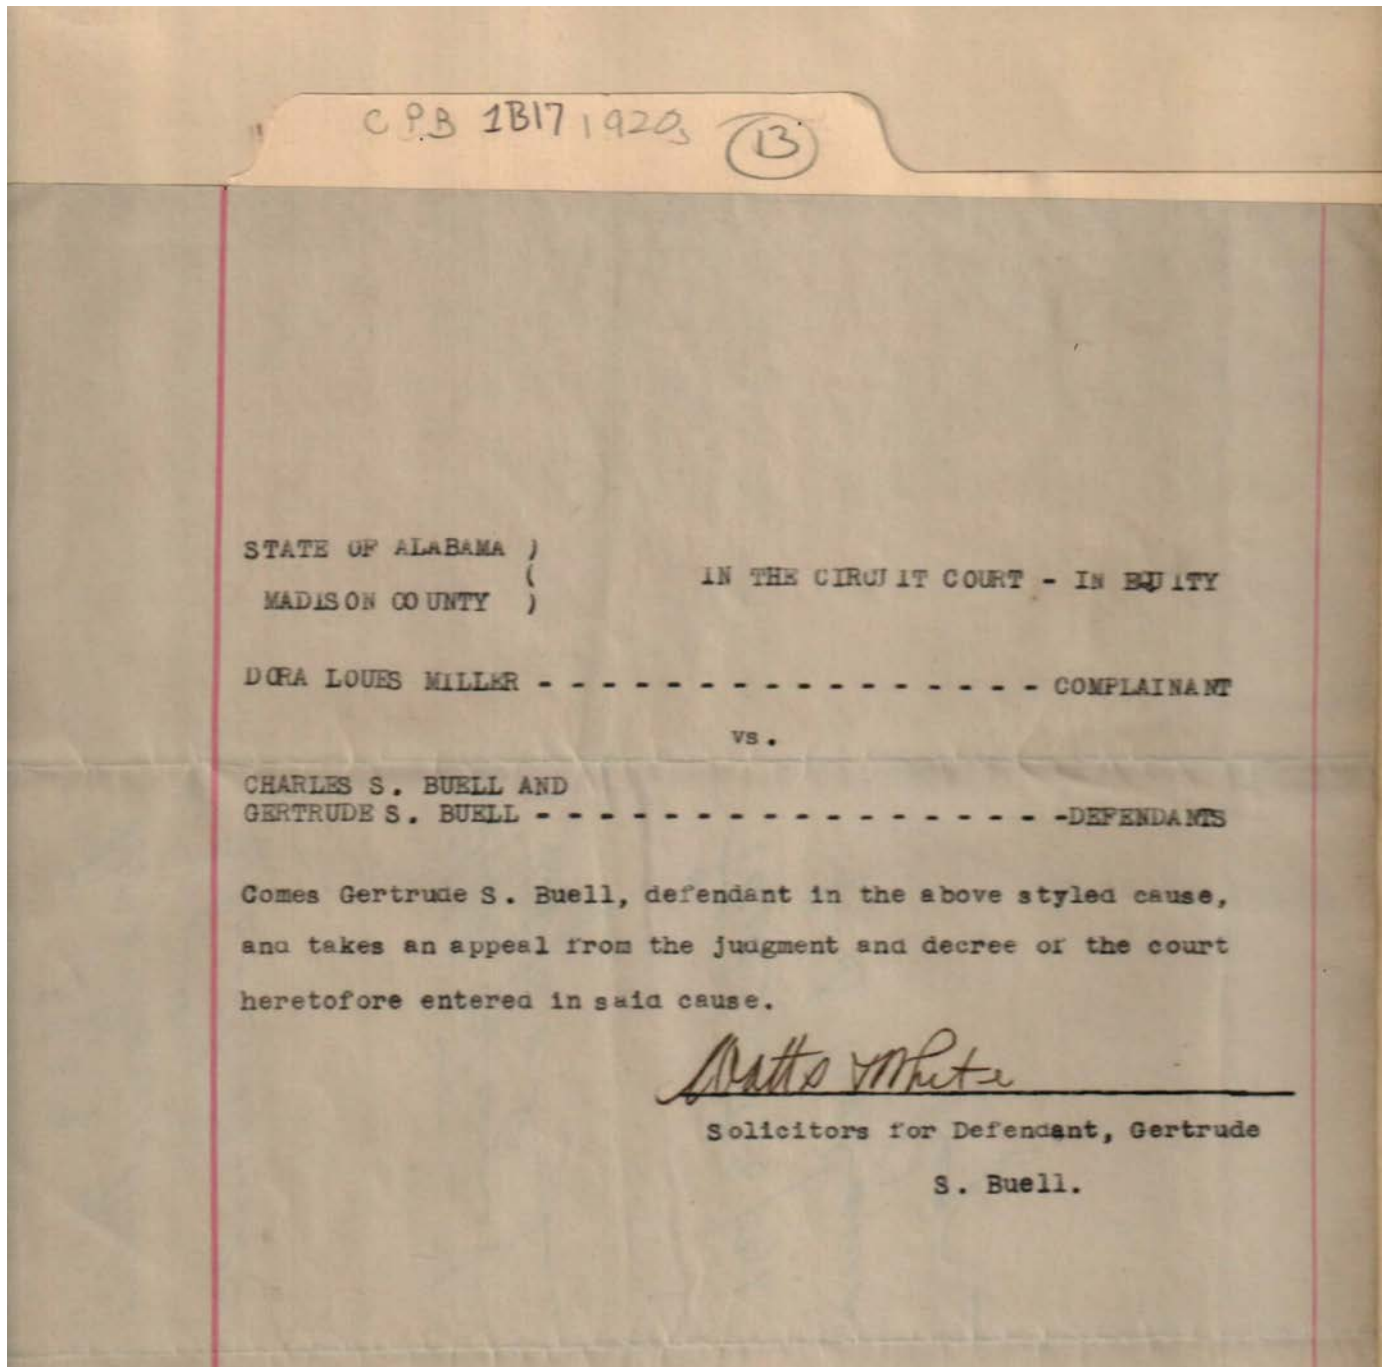 CPB 1B17 1920s 13
STATE OF ALABAMA )
(
MADISON COUNTY )
IN THE CIRCUIT COURT - IN EQUITY
DORA LOUES MILLER - - - - - - - - - - - - - - - - COMPLAINANT
vs.
CHARLES S. BUELL AND
GERTRUDE S. BUELL - - - - - - - - - - - - - - - - -DEFENDANTS
Comes Gertrude S. Buell, defendant in the above styled cause,
and takes an appeal from the judgment and decree of the court
heretofore entered in said cause.
Watts & White
Solicitors for Defendant, Gertrude
S. Buell.